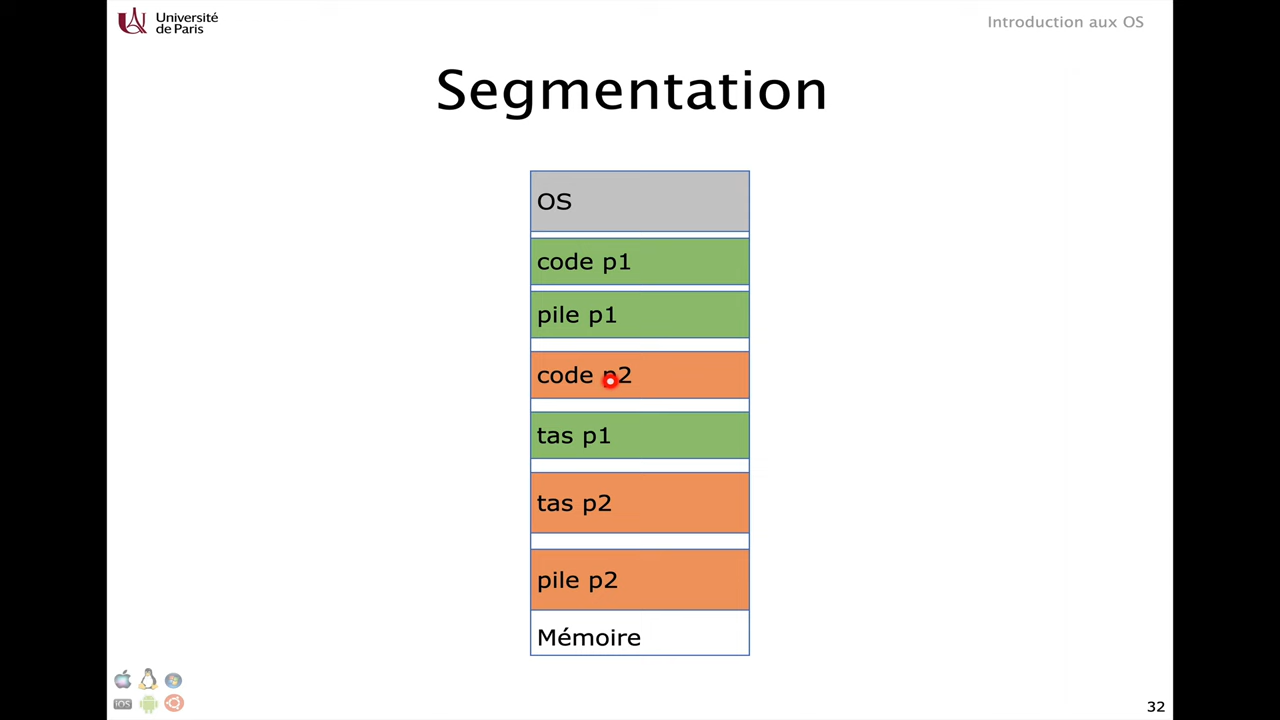 Université
de Paris
Introduction aux OS
Segmentation
OS
code p1
pile p1
code p2
tas p1
tas p2
pile p2
Mémoire
iOS
32